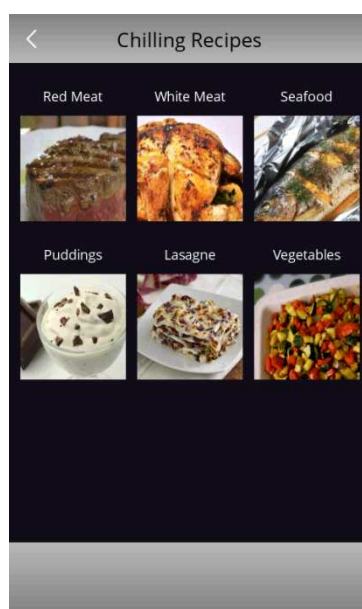 Chilling Recipes
Red Meat White Meat Seafood
Puddings Lasagne Vegetables